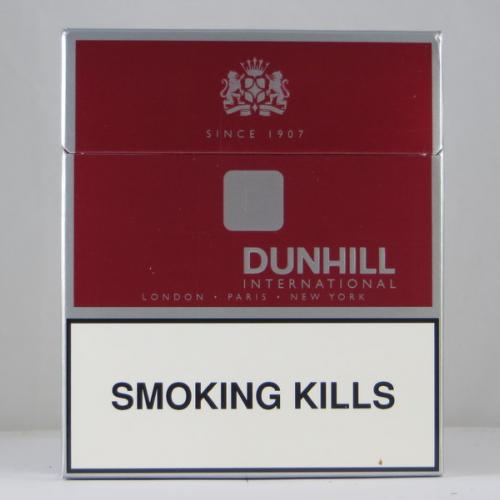 SINCE 1907
DUNHILL
INTERNATIONAL
LONDON • PARIS • NEW YORK
SMOKING KILLS